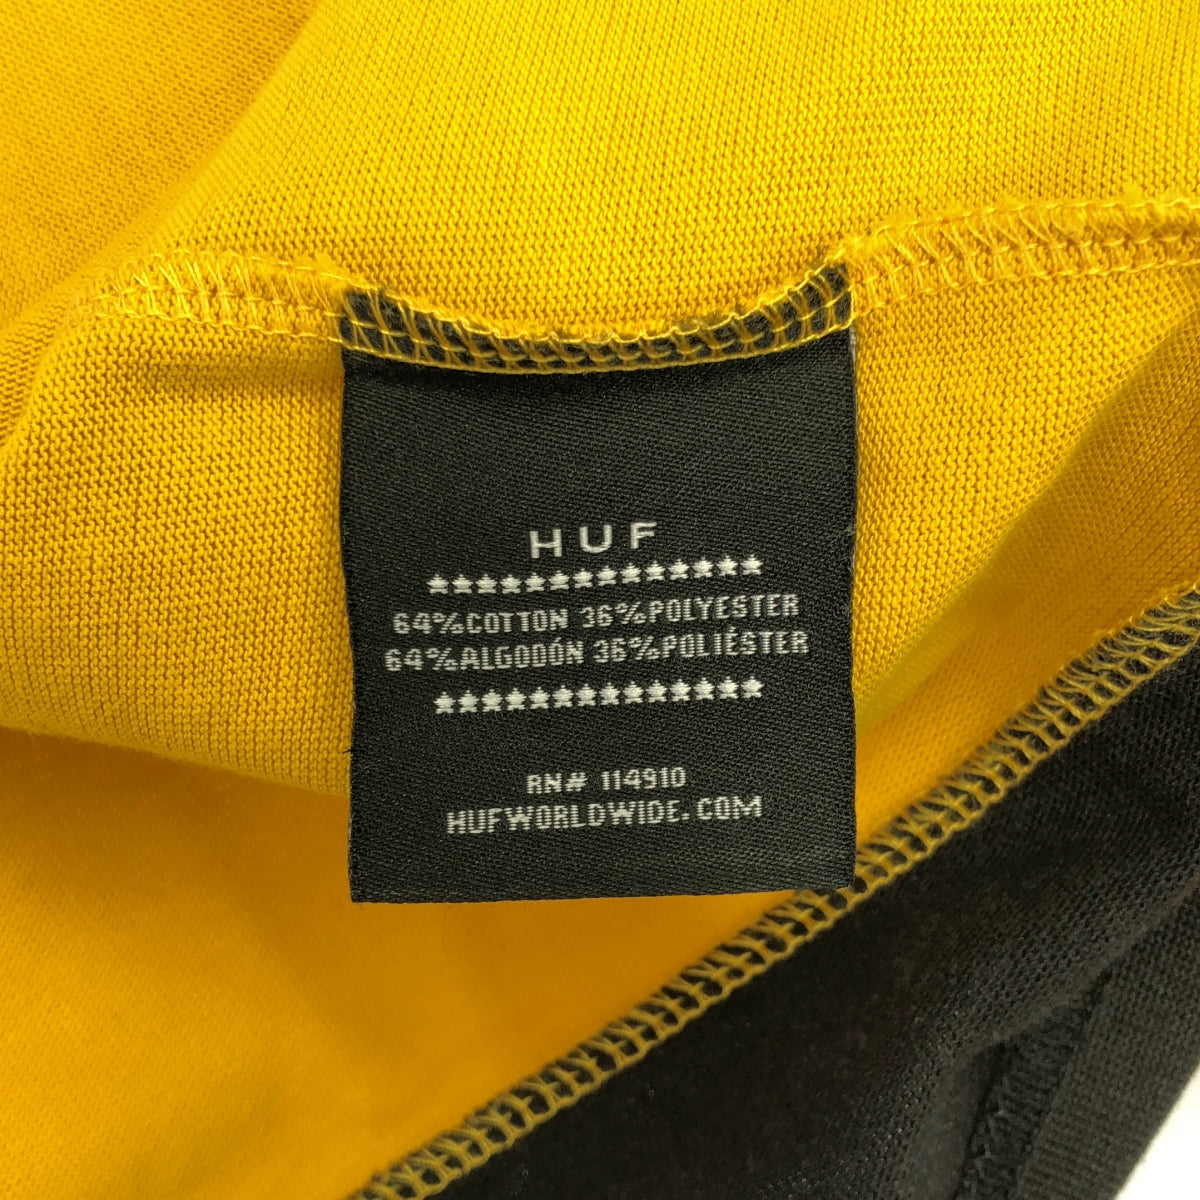 HUF
64%COTTON 36%POLYESTER
64%ALGODÓN 36%POLIÉSTER
RN# 114910
HUFWORLDWIDE.COM